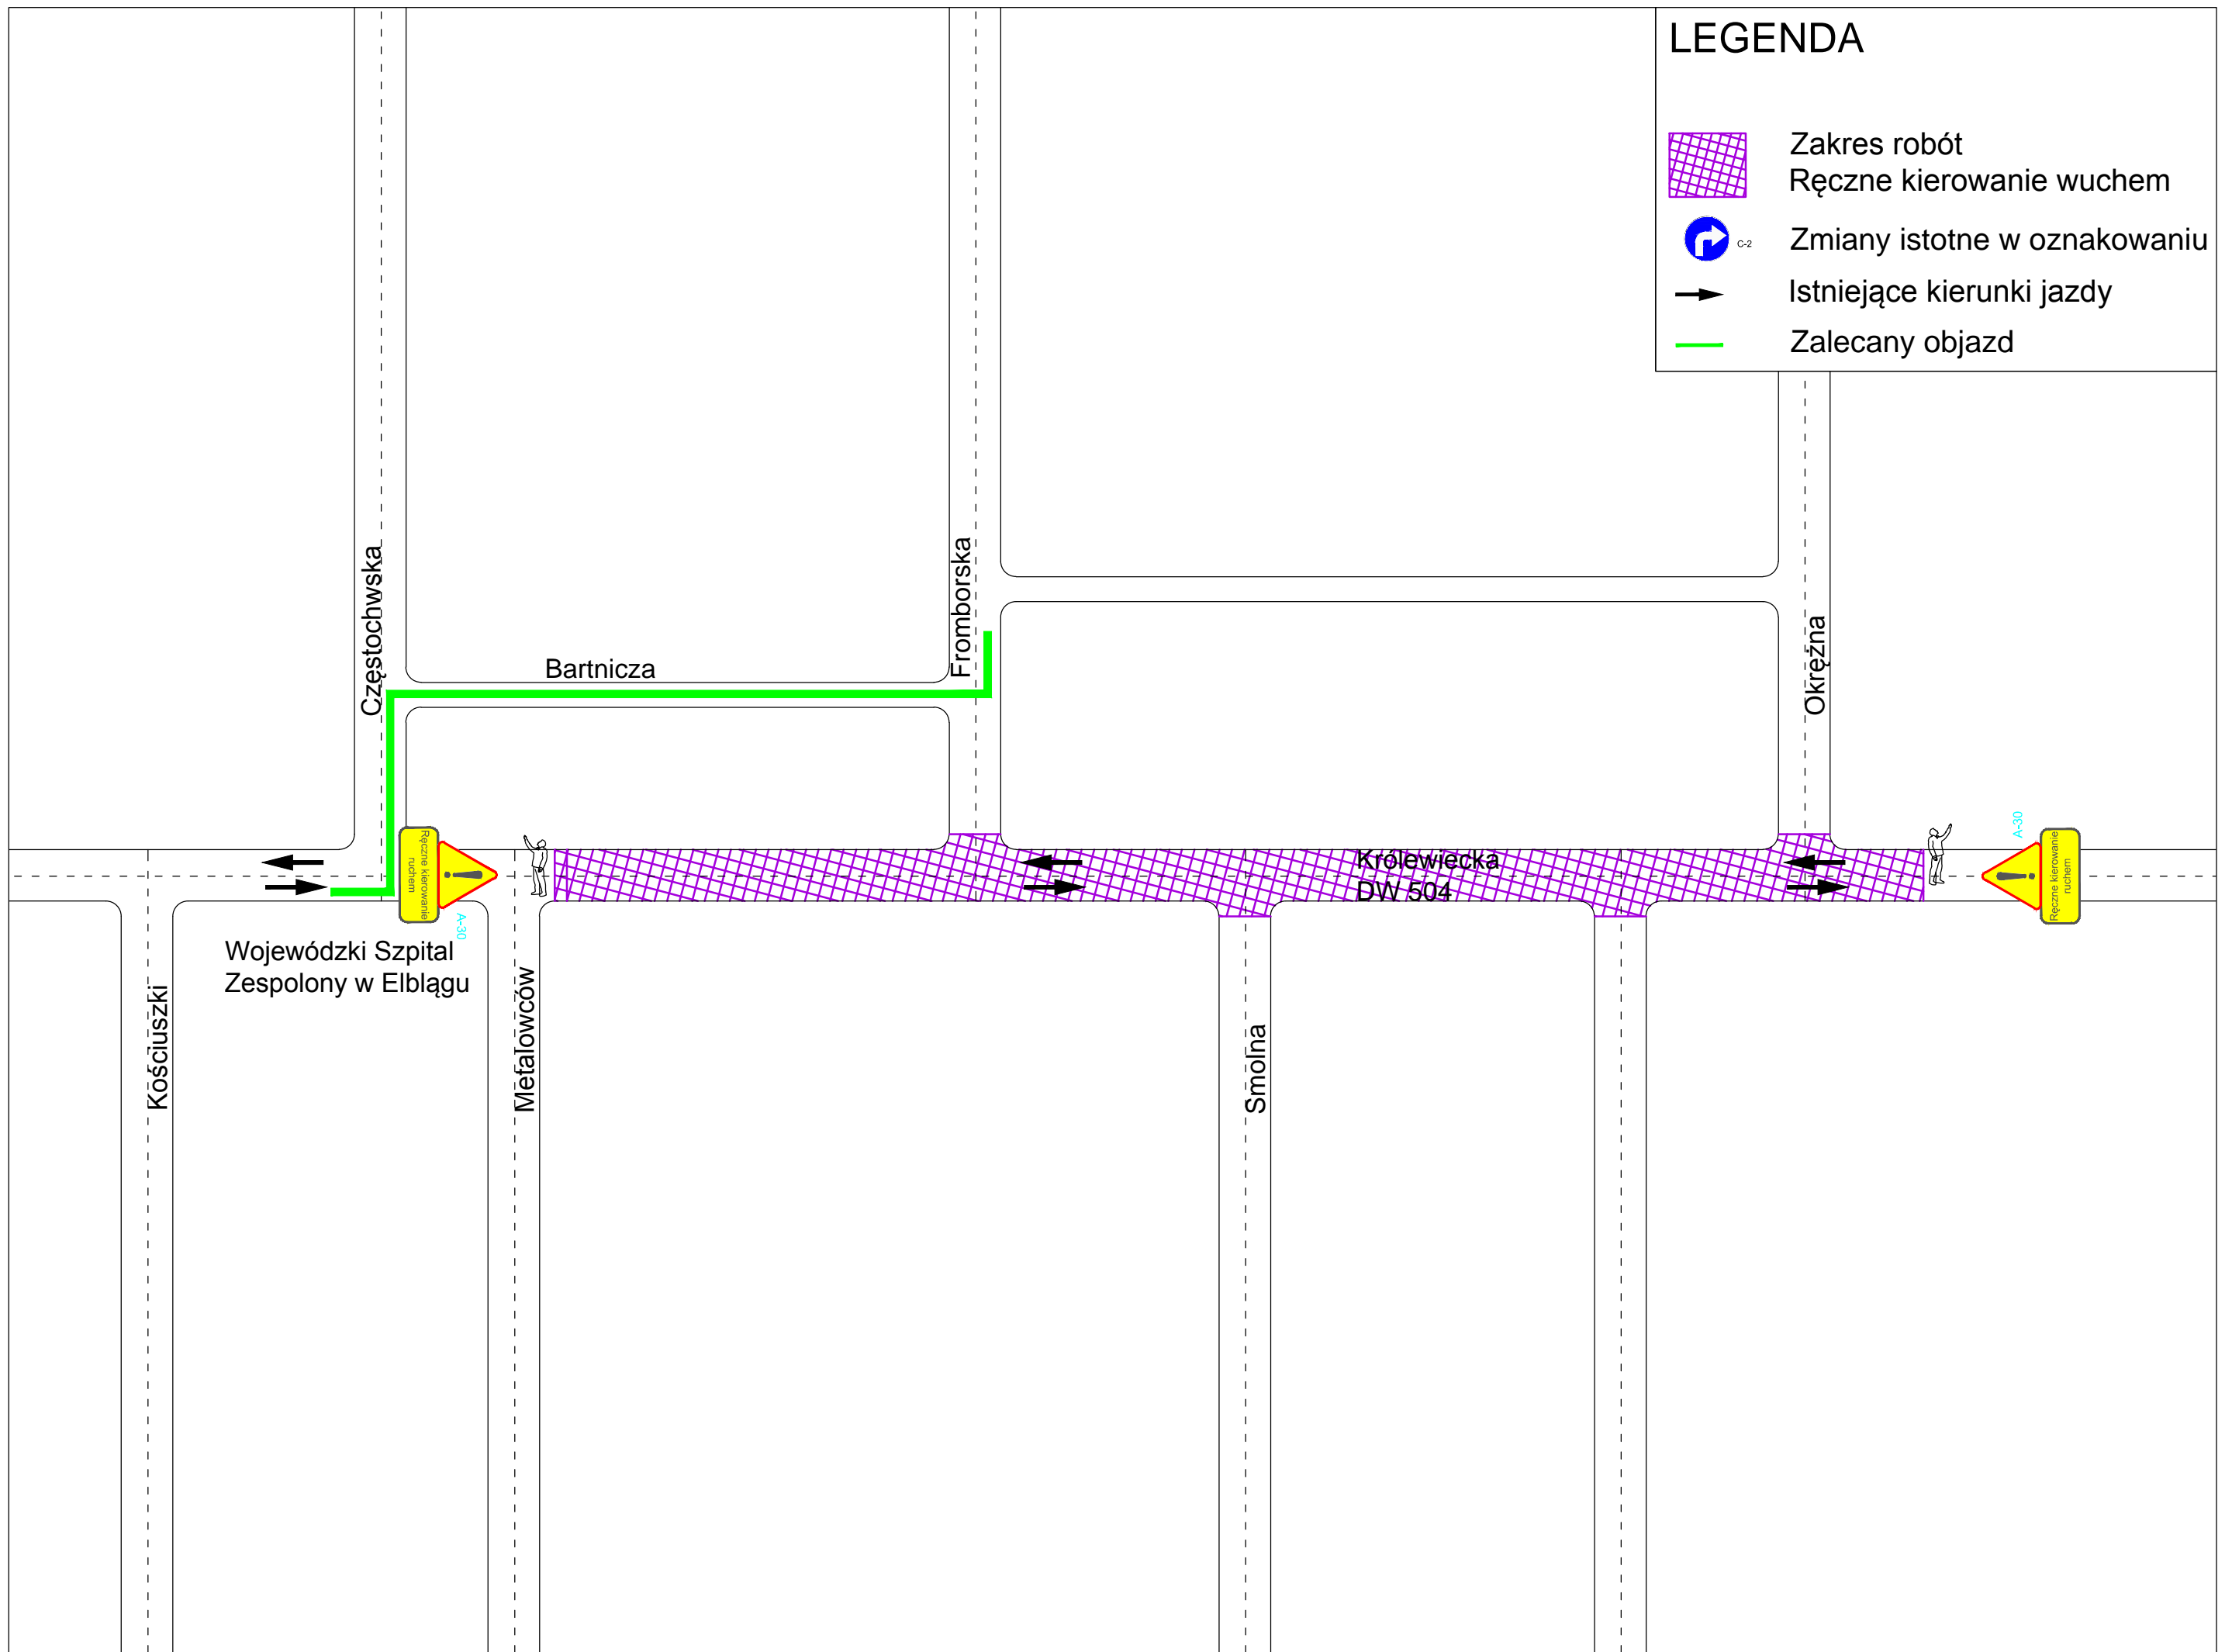 LEGENDA
Zakres robót
Ręczne kierowanie wuchem
C-2
Zmiany istotne w oznakowaniu
Istniejące kierunki jazdy
Zalecany objazd
Częstochwska
Bartnicza
Fromborska
Okrężna
Ręczne kierowanie
ruchem
A-30
Królewiecka
DW 504
A-30
Ręczne kierowanie
ruchem
Wojewódzki Szpital
Zespolony w Elblągu
Kościuszki
Metalowców
Smolna